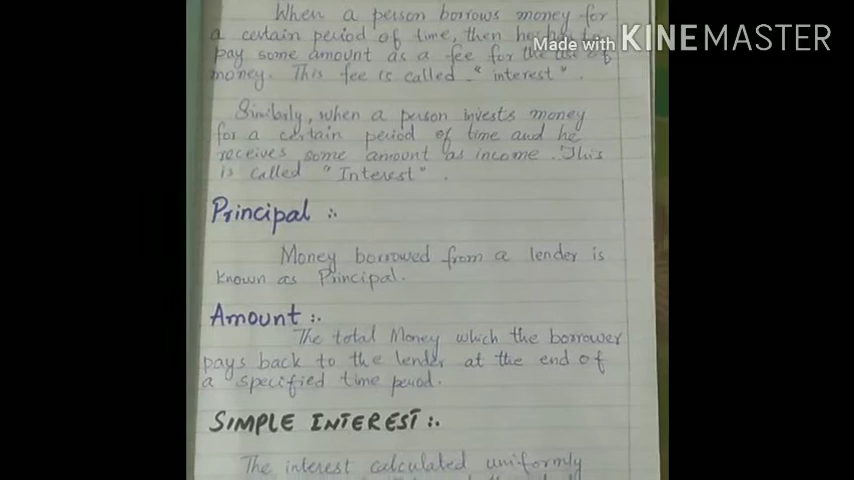 When a person borrows money for
a certain period of time, then he has to
Made with KINEMASTER
pay some amount as a fee for the use of
money. This fee is called "interest".
Similarly, when a person invests money
for a certain period of time and he
receives some amount as income. This
is called "Interest".
Principal :.
Money borrowed from a lender is
known as Principal.
Amount :.
The total Money which the borrower
pays back to the lender at the end of
a specified time period.
SIMPLE INTEREST :.
The interest calculated uniformly